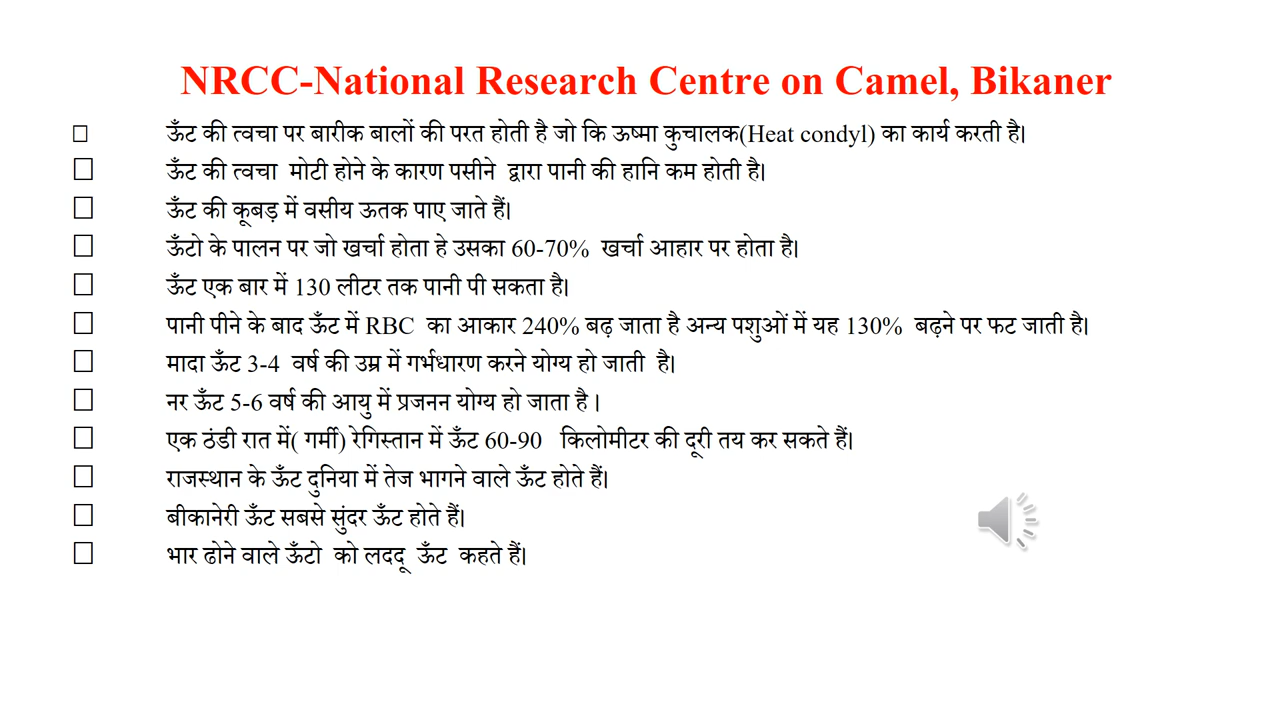 NRCC-National Research Centre on Camel, Bikaner
ऊँट की त्वचा पर बारीक बालों की परत होती है जो कि ऊष्मा कुचालक(Heat condyl) का कार्य करती है।
ऊँट की त्वचा मोटी होने के कारण पसीने द्वारा पानी की हानि कम होती है।
ऊँट की कूबड़ में वसीय ऊतक पाए जाते हैं।
ऊँटो के पालन पर जो खर्चा होता हे उसका 60-70% खर्चा आहार पर होता है।
ऊँट एक बार में 130 लीटर तक पानी पी सकता है।
पानी पीने के बाद ऊँट में RBC का आकार 240% बढ़ जाता है अन्य पशुओं में यह 130% बढ़ने पर फट जाती है।
मादा ऊँट 3-4 वर्ष की उम्र में गर्भधारण करने योग्य हो जाती है।
नर ऊँट 5-6 वर्ष की आयु में प्रजनन योग्य हो जाता है ।
एक ठंडी रात में( गर्मी) रेगिस्तान में ऊँट 60-90 किलोमीटर की दूरी तय कर सकते हैं।
राजस्थान के ऊँट दुनिया में तेज भागने वाले ऊँट होते हैं।
बीकानेरी ऊँट सबसे सुंदर ऊँट होते हैं।
भार ढोने वाले ऊँटो को लददू ऊँट कहते हैं।